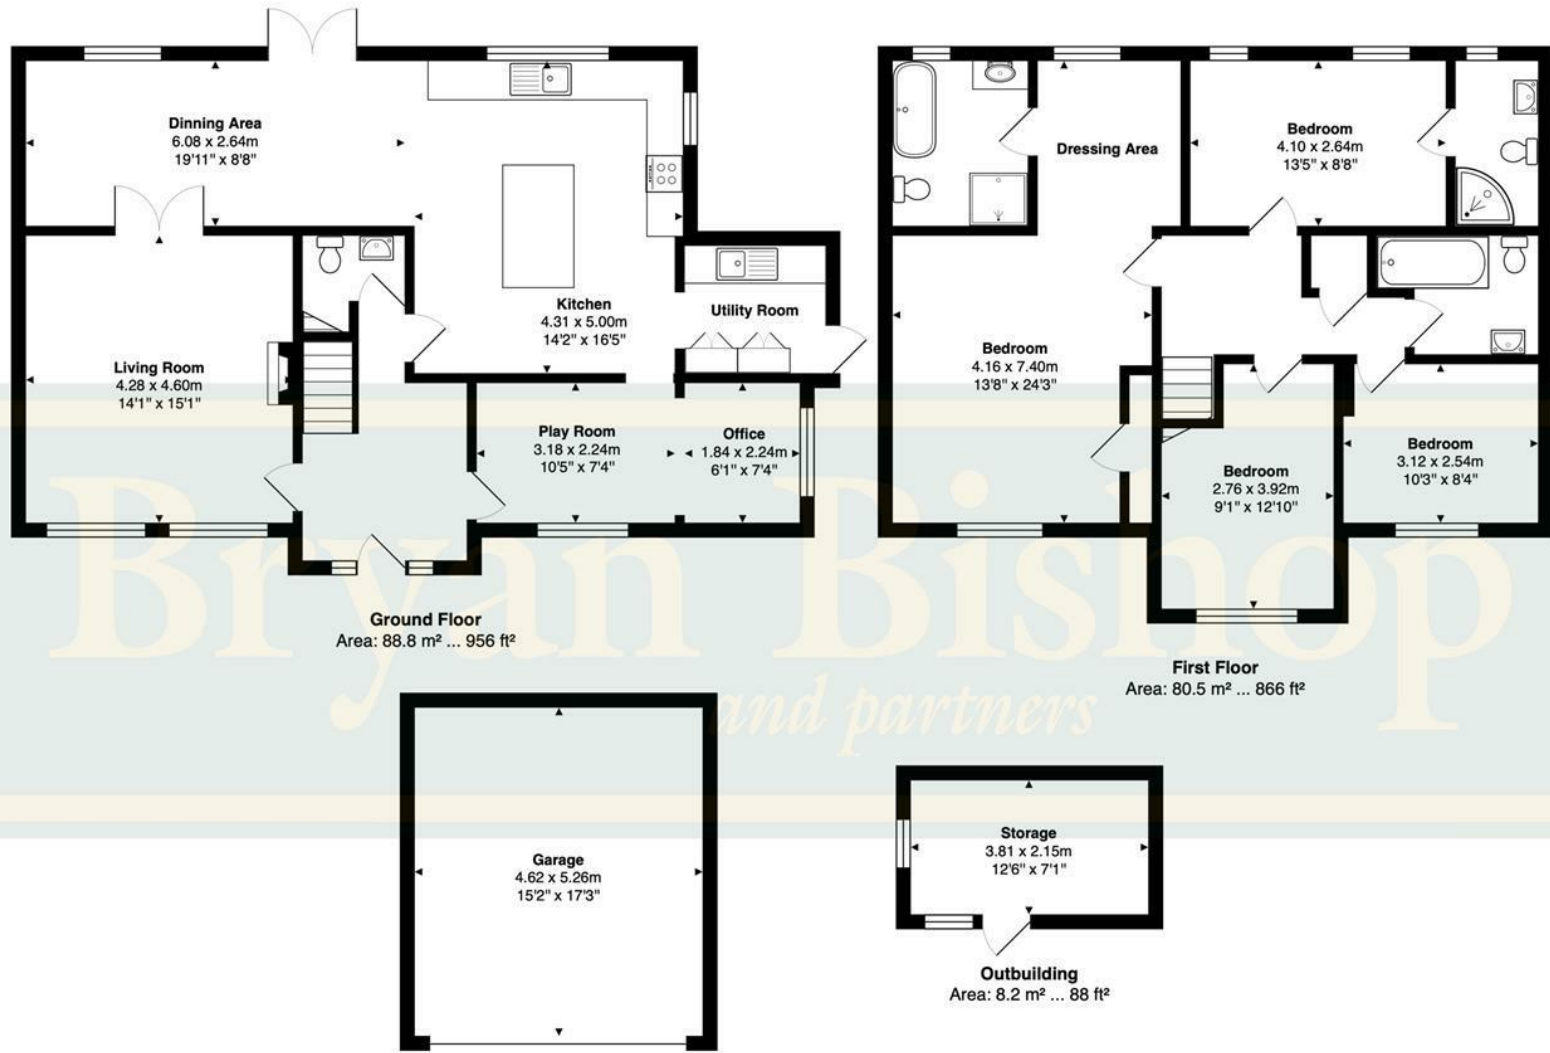 Dinning Area
6.08 x 2.64m
19'11" x 8'8"
Kitchen
4.31 x 5.00m
14'2" x 16'5"
Utility Room
Living Room
4.28 x 4.60m
14'1" x 15'1"
Play Room
3.18 x 2.24m
10'5" x 7'4"
Office
1.84 x 2.24m
6'1" x 7'4"
Ground Floor
Area: 88.8 m² ... 956 ft²
Dressing Area
Bedroom
4.10 x 2.64m
13'5" x 8'8"
Bedroom
4.16 x 7.40m
13'8" x 24'3"
Bedroom
2.76 x 3.92m
9'1" x 12'10"
Bedroom
3.12 x 2.54m
10'3" x 8'4"
First Floor
Area: 80.5 m² ... 866 ft²
Bryan Bishop
and partners
Garage
4.62 x 5.26m
15'2" x 17'3"
Storage
3.81 x 2.15m
12'6" x 7'1"
Outbuilding
Area: 8.2 m² ... 88 ft²